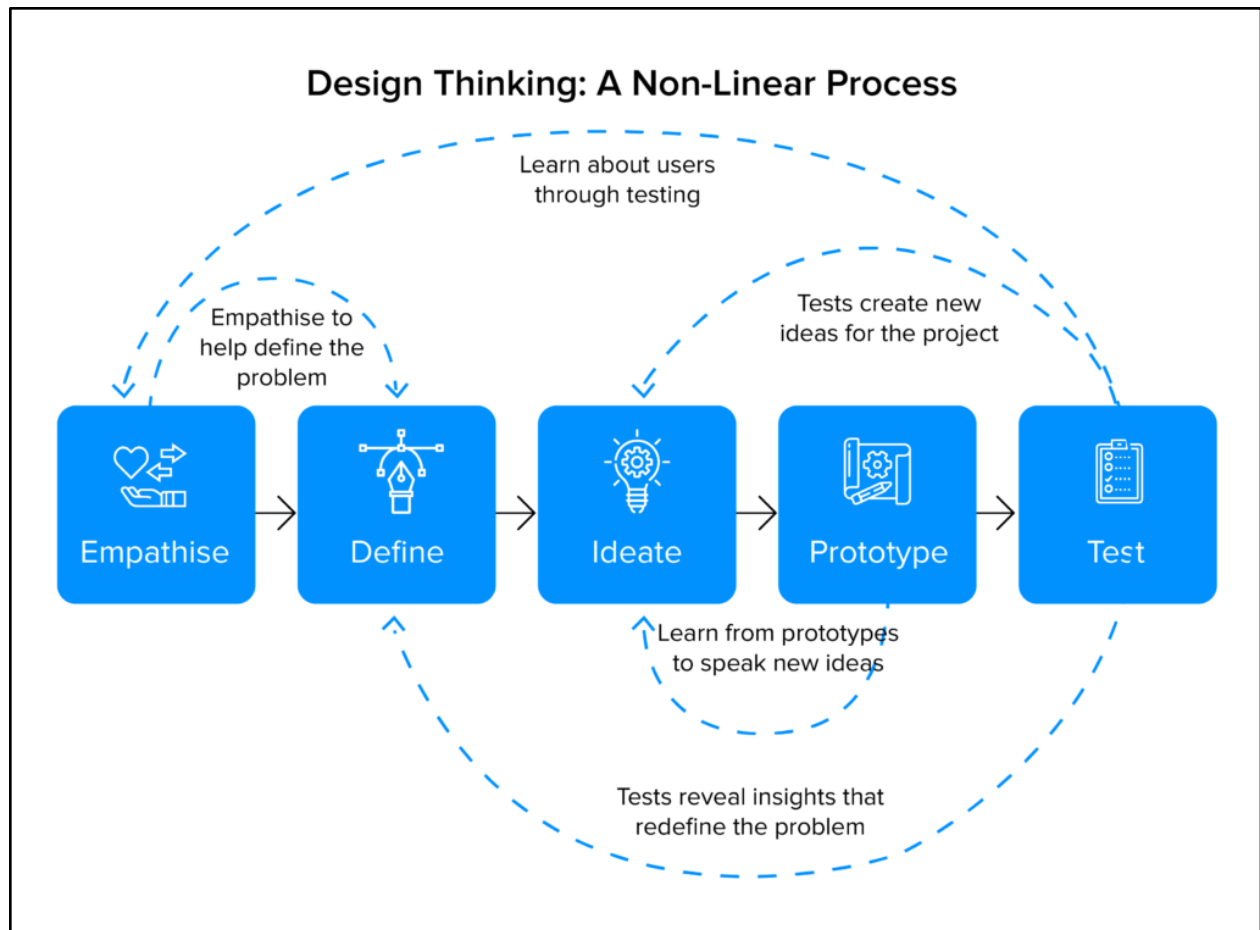 Design Thinking: A Non-Linear Process
Learn about users
through testing
Tests create new
ideas for the project
Empathise to
help define the
problem
Empathise
Define
Ideate
Prototype
Test
Learn from prototypes
to speak new ideas
Tests reveal insights that
redefine the problem